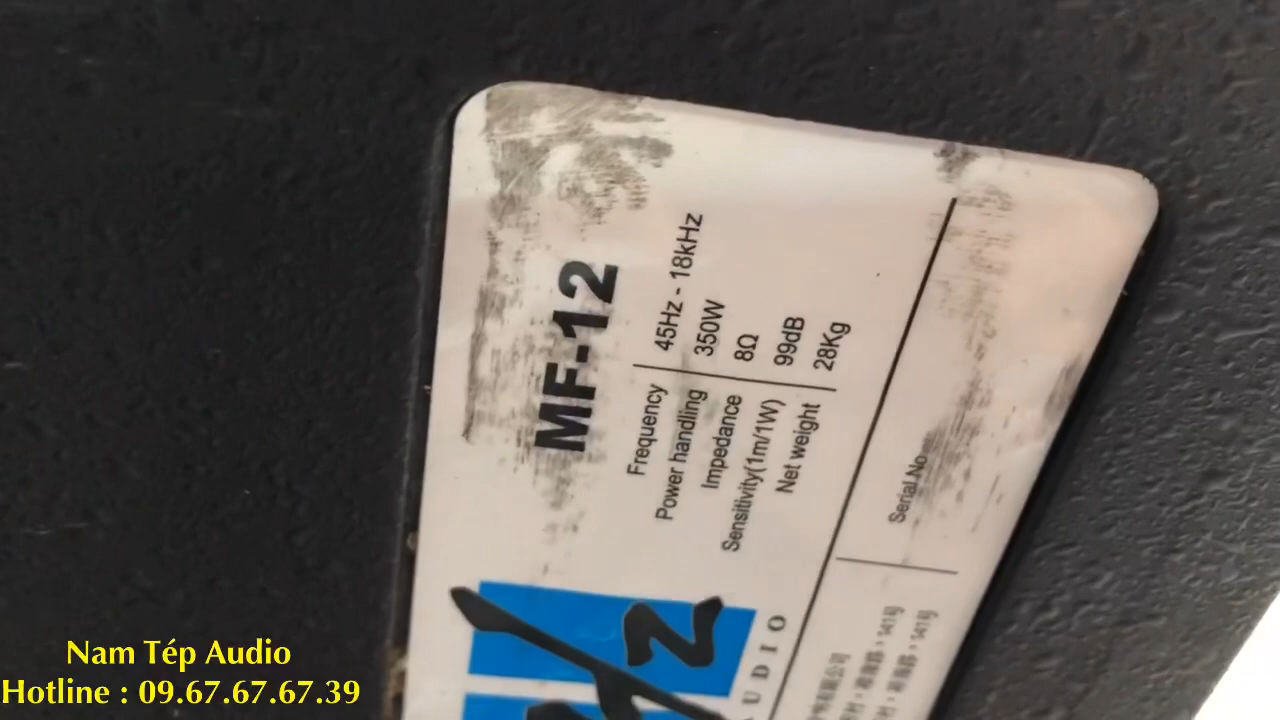 MF-12
Frequency 45Hz - 18kHz
Power handling 350W
Impedance 8Ω
Sensitivity(1m/1W) 99dB
Net weight 28Kg
Serial No
Nam Tép Audio
Hotline : 09.67.67.67.39